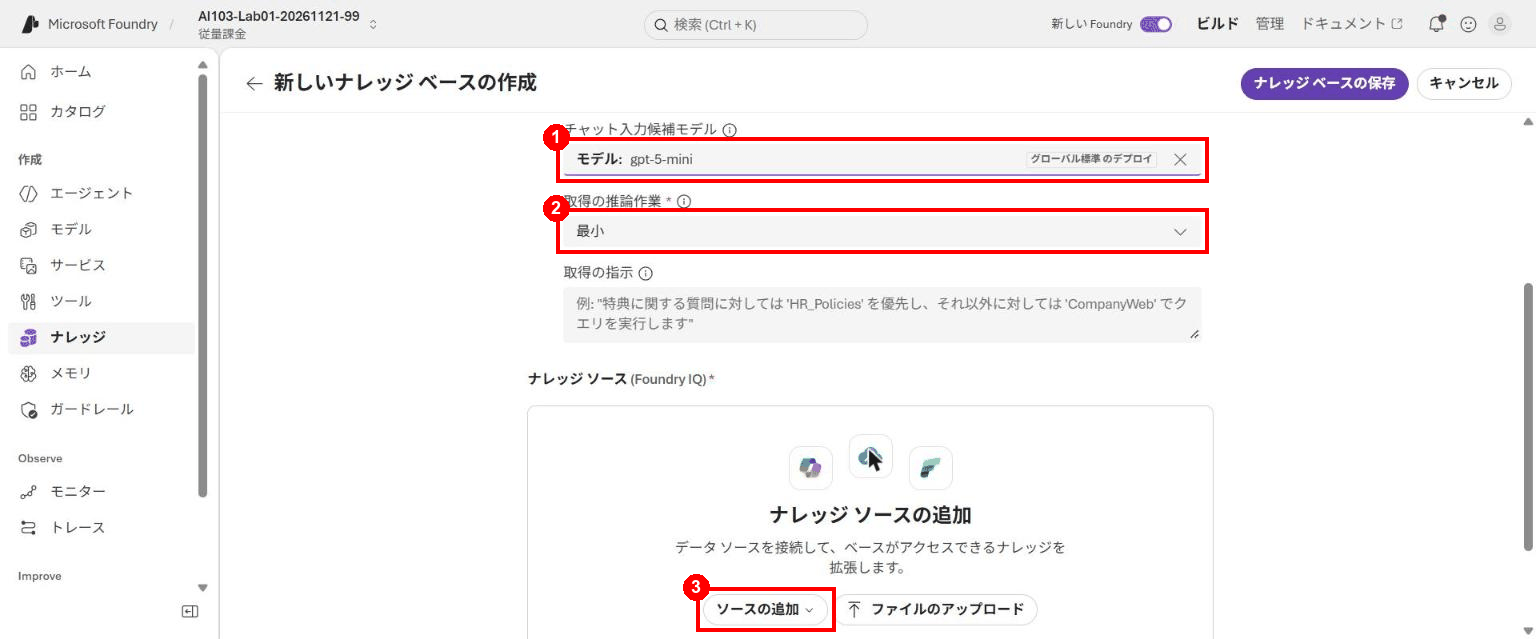 Microsoft Foundry / AI103-Lab01-20261121-99
従量課金
検索 (Ctrl + K)
新しい Foundry ビルド 管理 ドキュメント
ホーム
カタログ
作成
エージェント
モデル
サービス
ツール
ナレッジ
メモリ
ガードレール
Observe
モニター
トレース
Improve
新しいナレッジ ベースの作成
ナレッジ ベースの保存 キャンセル
チャット入力候補モデル
1
モデル: gpt-5-mini グローバル標準 のデプロイ
取得の推論作業 *
2
最小
取得の指示
例: "特典に関する質問に対しては 'HR_Policies' を優先し、それ以外に対しては 'CompanyWeb' でク
エリを実行します"
ナレッジ ソース (Foundry IQ) *
ナレッジ ソースの追加
データ ソースを接続して、ベースがアクセスできるナレッジを
拡張します。
3
ソースの追加 ファイルのアップロード